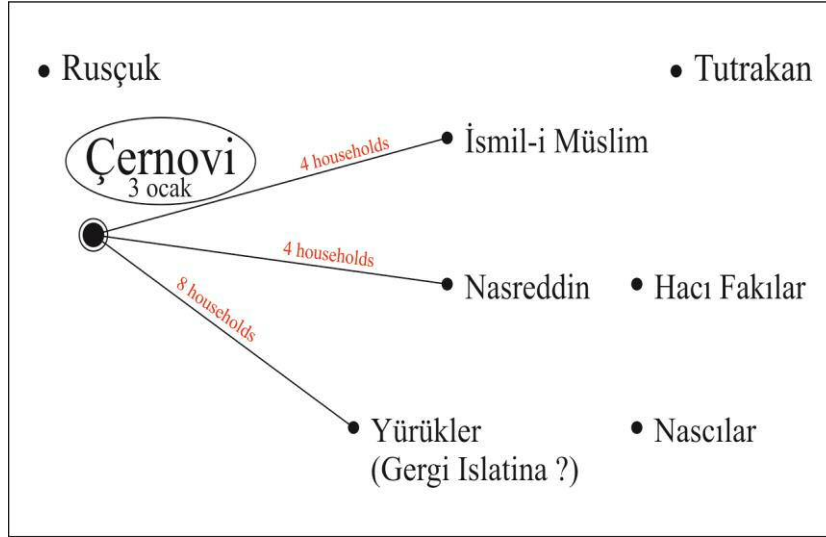 Rusçuk
Tutrakan
Çernovi
3 ocak
4 households
İsmil-i Müslim
4 households
Nasreddin
Hacı Fakılar
8 households
Yürükler
(Gergi Islatina ?)
Nascılar